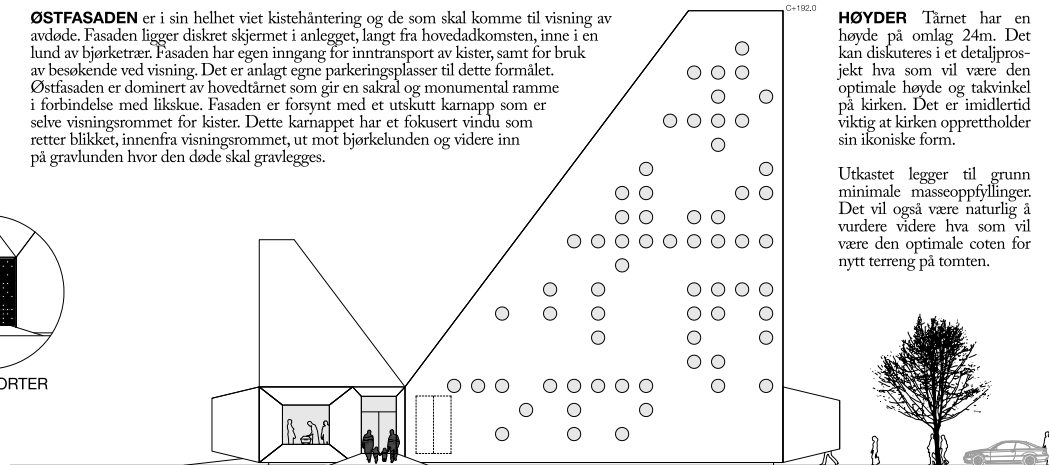 ØSTFASADEN er i sin helhet viet kistehåntering og de som skal komme til visning av
avdøde. Fasaden ligger diskret skjermet i anlegget, langt fra hovedadkomsten, inne i en
lund av bjørketrær. Fasaden har egen inngang for inntransport av kister, samt for bruk
av besøkende ved visning. Det er anlagt egne parkeringsplasser til dette formålet.
Østfasaden er dominert av hovedtårnet som gir en sakral og monumental ramme
i forbindelse med likskue. Fasaden er forsynt med et utskutt karnapp som er
selve visningsrommet for kister. Dette karnappet har et fokusert vindu som
retter blikket, innenfra visningsrommet, ut mot bjørkelunden og videre inn
på gravlunden hvor den døde skal gravlegges.
C+192.0
HØYDER Tårnet har en
høyde på omlag 24m. Det
kan diskuteres i et detaljpros-
jekt hva som vil være den
optimale høyde og takvinkel
på kirken. Det er imidlertid
viktig at kirken opprettholder
sin ikoniske form.
Utkastet legger til grunn
minimale masseoppfyllinger.
Det vil også være naturlig å
vurdere videre hva som vil
være den optimale coten for
nytt terreng på tomten.
ORTER